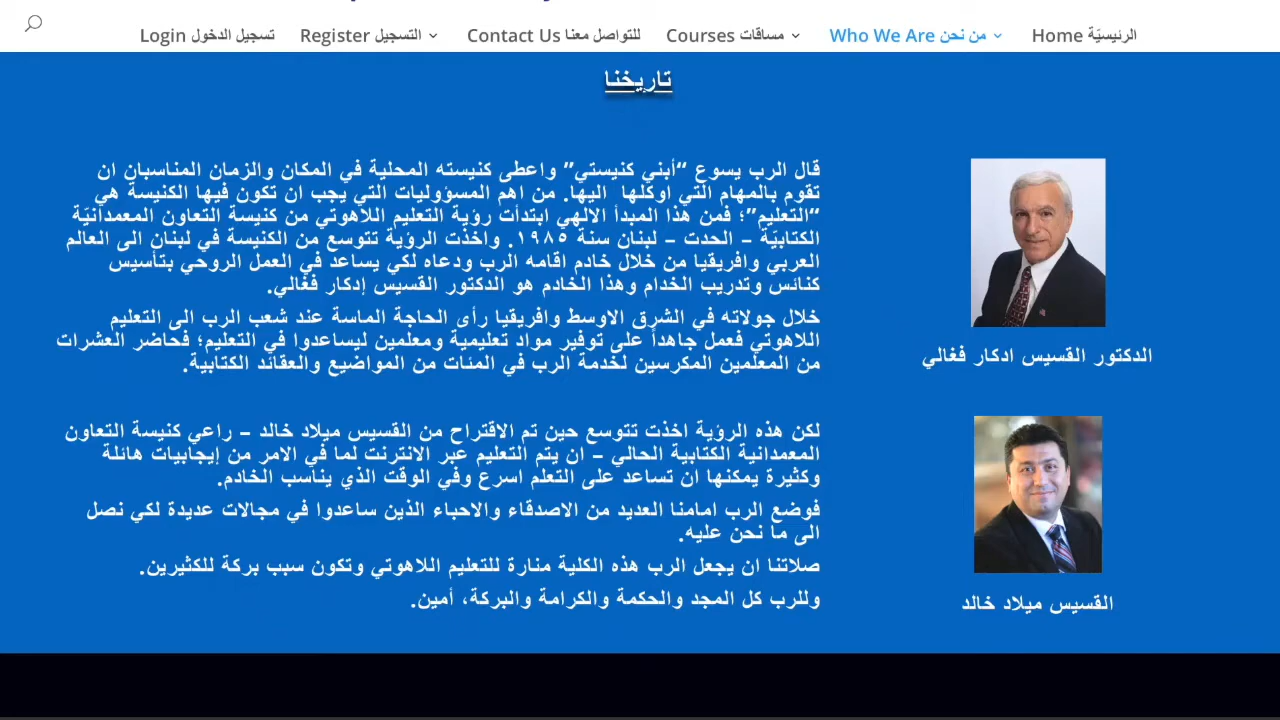 الرئيسيّة Home
من نحن Who We Are
مساقات Courses
للتواصل معنا Contact Us
التسجيل Register
تسجيل الدخول Login
تاريخنا
قال الرب يسوع “أبني كنيستي” واعطى كنيسته المحلية في المكان والزمان المناسبان ان
تقوم بالمهام التي اوكلها اليها. من اهم المسؤوليات التي يجب ان تكون فيها الكنيسة هي
“التعليم”؛ فمن هذا المبدأ الالهي ابتدأت رؤية التعليم اللاهوتي من كنيسة التعاون المعمدانيّة
الكتابيّة – الحدت – لبنان سنة ١٩٨٥. واخذت الرؤية تتوسع من الكنيسة في لبنان الى العالم
العربي وافريقيا من خلال خادم اقامه الرب ودعاه لكي يساعد في العمل الروحي بتأسيس
كنائس وتدريب الخدام وهذا الخادم هو الدكتور القسيس إدكار فغالي.
خلال جولاته في الشرق الاوسط وافريقيا رأى الحاجة الماسة عند شعب الرب الى التعليم
اللاهوتي فعمل جاهداً على توفير مواد تعليمية ومعلمين ليساعدوا في التعليم؛ فحاضر العشرات
من المعلمين المكرسين لخدمة الرب في المئات من المواضيع والعقائد الكتابية.
الدكتور القسيس ادكار فغالي
لكن هذه الرؤية اخذت تتوسع حين تم الاقتراح من القسيس ميلاد خالد – راعي كنيسة التعاون
المعمدانية الكتابية الحالي – ان يتم التعليم عبر الانترنت لما في الامر من إيجابيات هائلة
وكثيرة يمكنها ان تساعد على التعلم اسرع وفي الوقت الذي يناسب الخادم.
فوضع الرب امامنا العديد من الاصدقاء والاحباء الذين ساعدوا في مجالات عديدة لكي نصل
الى ما نحن عليه.
صلاتنا ان يجعل الرب هذه الكلية منارة للتعليم اللاهوتي وتكون سبب بركة للكثيرين.
وللرب كل المجد والحكمة والكرامة والبركة، أمين.
القسيس ميلاد خالد